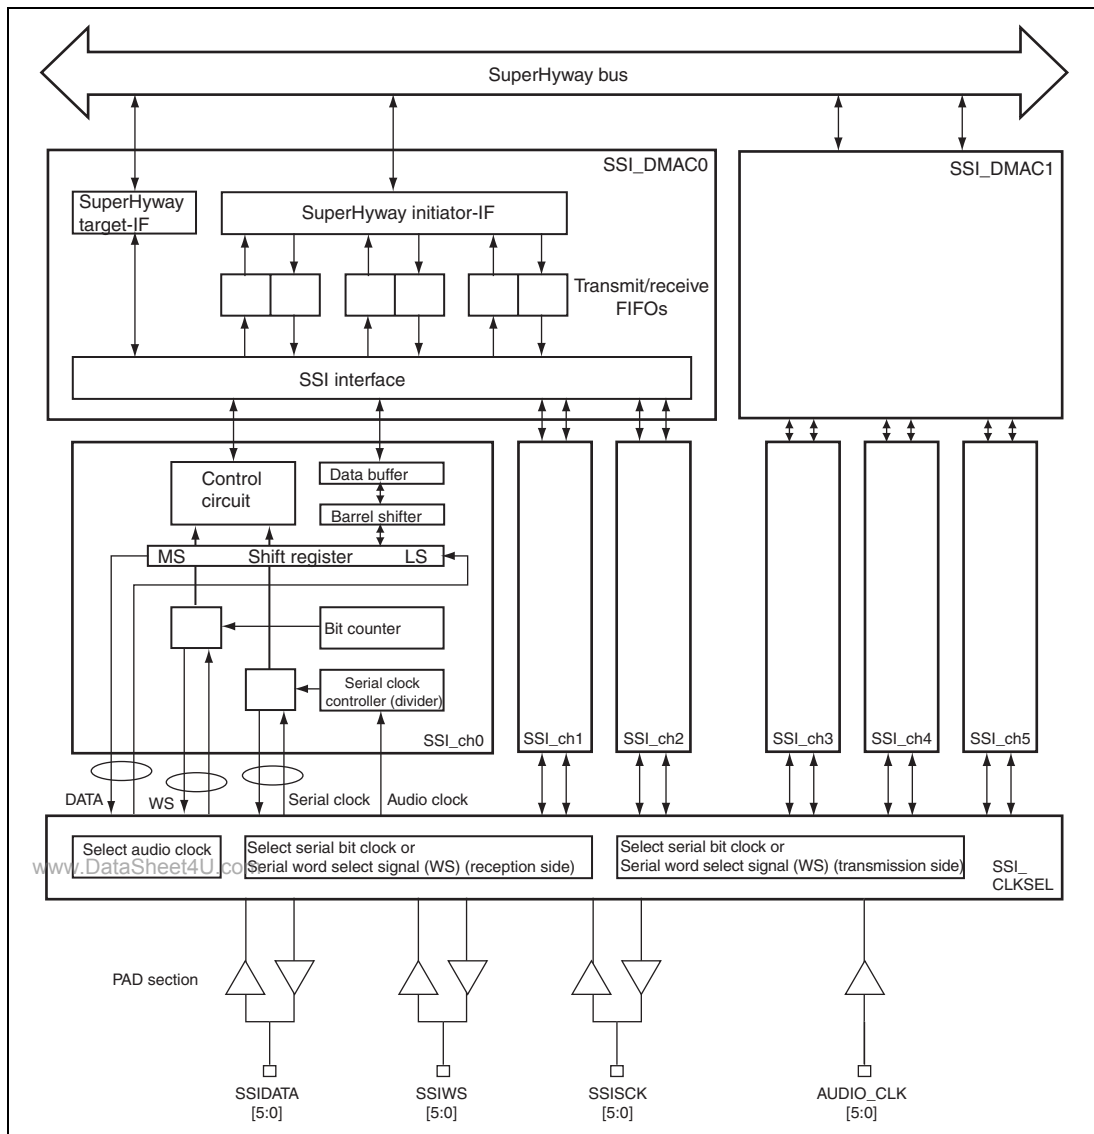 SuperHyway bus
SSI_DMAC0
SSI_DMAC1
SuperHyway
target-IF
SuperHyway initiator-IF
Transmit/receive
FIFOs
SSI interface
Control
circuit
Data buffer
Barrel shifter
MS Shift register LS
Bit counter
Serial clock
controller (divider)
SSI_ch0
SSI_ch1
SSI_ch2
SSI_ch3
SSI_ch4
SSI_ch5
DATA
WS
Serial clock
Audio clock
Select audio clock
Select serial bit clock or
Serial word select signal (WS) (reception side)
Select serial bit clock or
Serial word select signal (WS) (transmission side)
SSI_
CLKSEL
www.DataSheet4U.com
PAD section
SSIDATA
[5:0]
SSIWS
[5:0]
SSISCK
[5:0]
AUDIO_CLK
[5:0]